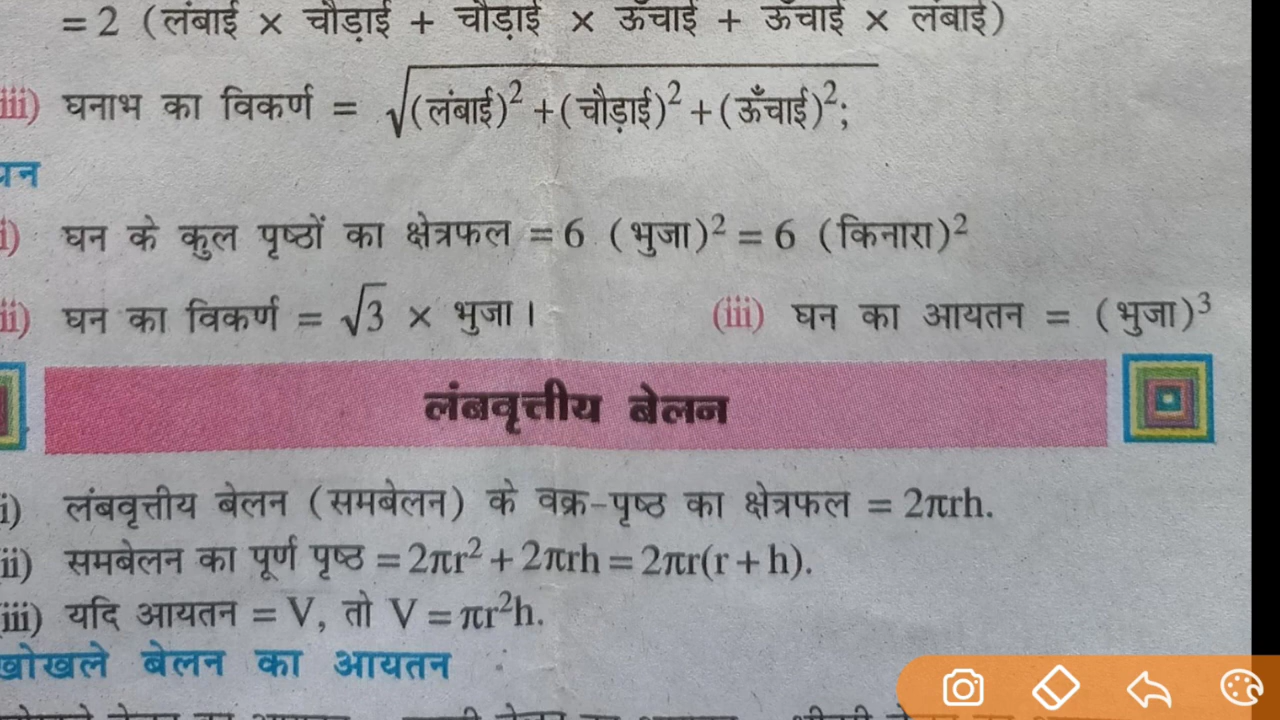 = 2 (लंबाई × चौड़ाई + चौड़ाई × ऊँचाई + ऊँचाई × लंबाई)
iii) घनाभ का विकर्ण = √(लंबाई)² + (चौड़ाई)² + (ऊँचाई)²;
i) घन के कुल पृष्ठों का क्षेत्रफल = 6 (भुजा)² = 6 (किनारा)²
ii) घन का विकर्ण = √3 × भुजा। (iii) घन का आयतन = (भुजा)³
लंबवृत्तीय बेलन
i) लंबवृत्तीय बेलन (समबेलन) के वक्र-पृष्ठ का क्षेत्रफल = 2πrh.
ii) समबेलन का पूर्ण पृष्ठ = 2πr² + 2πrh = 2πr(r + h).
iii) यदि आयतन = V, तो V = πr²h.
खोखले बेलन का आयतन